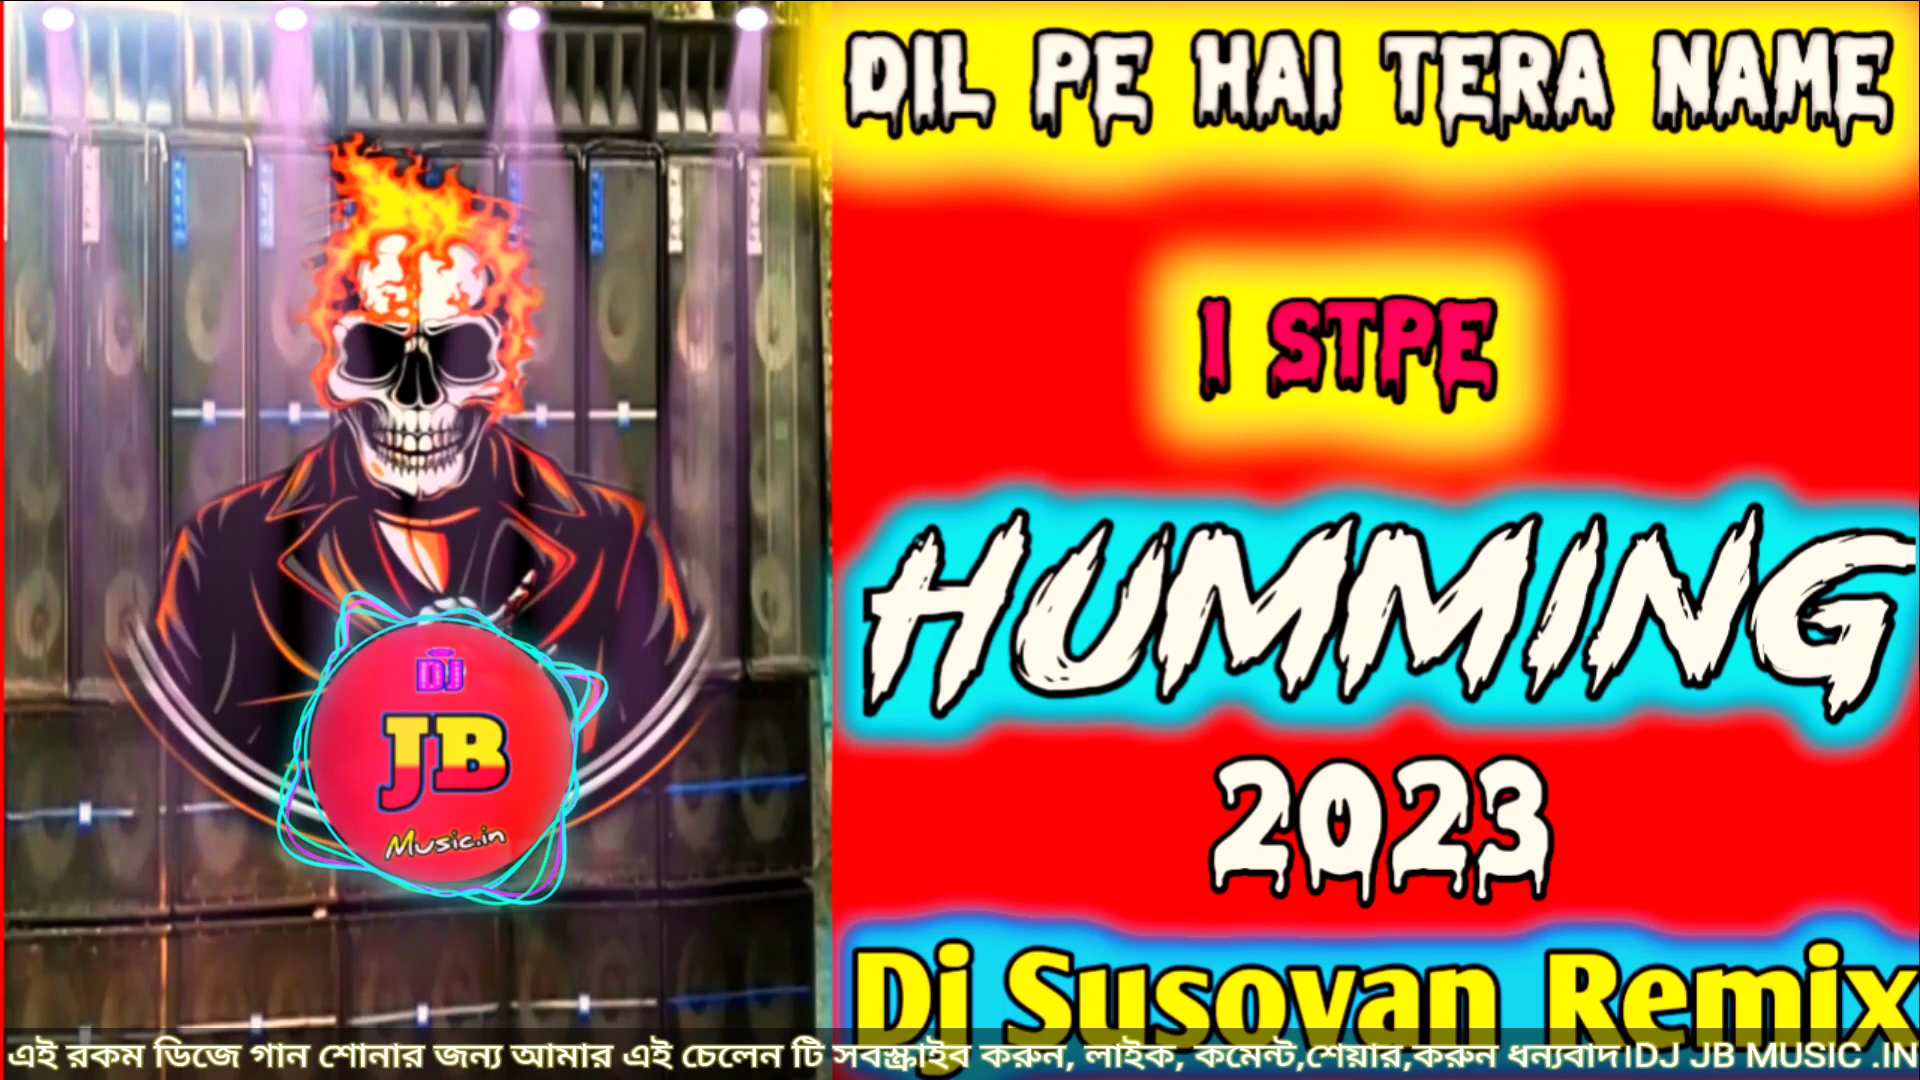 DIL PE HAI TERA NAME
1 STPE
HUMMING
2023
Dj Susovan Remix
DJ
JB
Music.in
এই রকম ডিজে গান শোনার জন্য আমার এই চেলেন টি সবস্ক্রাইব করুন, লাইক, কমেন্ট,শেয়ার,করুন ধন্যবাদ।DJ JB MUSIC .IN